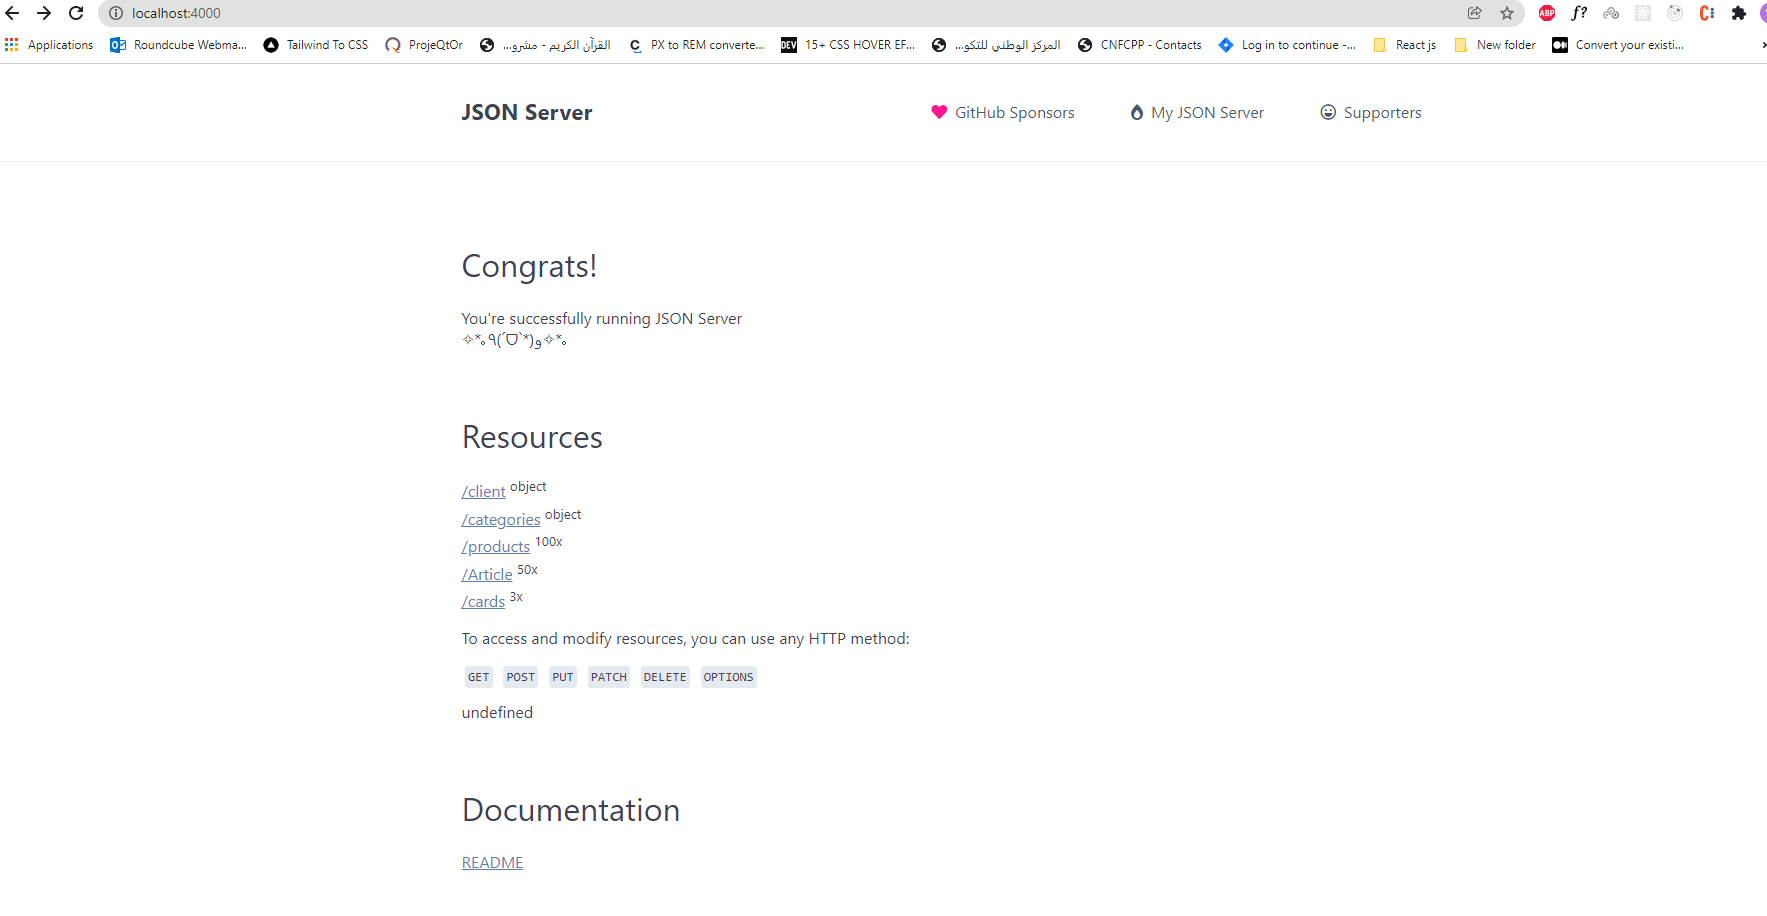 localhost:4000
ABP f?
Applications Roundcube Webma... Tailwind To CSS ProjeQtOr القرآن الكريم - مشرو... PX to REM converte... DEV 15+ CSS HOVER EF... المركز الوطني للتكو... CNFCPP - Contacts Log in to continue -... React js New folder Convert your existi...
JSON Server GitHub Sponsors My JSON Server Supporters
Congrats!
You're successfully running JSON Server
✧*｡٩(ˊᗜˋ*)و✧*｡
Resources
/client object
/categories object
/products 100x
/Article 50x
/cards 3x
To access and modify resources, you can use any HTTP method:
GET POST PUT PATCH DELETE OPTIONS
undefined
Documentation
README